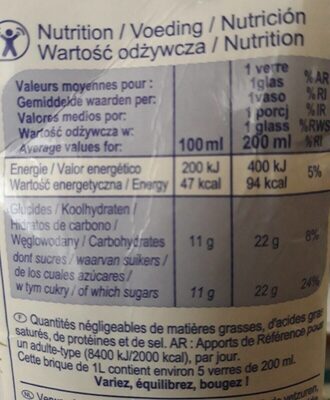 Nutrition / Voeding / Nutrición
Wartość odżywcza / Nutrition
Valeurs moyennes pour : 1 verre %AR
Gemiddelde waarden per: 1glas %RI
Valores medios por: 1vaso %IR
Wartość odżywcza w: 1 porcj %RWS
Average values for: 100 ml 1 glass 200 ml %RI
Energie / Valor energético 200 kJ 400 kJ 5%
Wartość energetyczna / Energy 47 kcal 94 kcal
Glucides / Koolhydraten /
Hidratos de carbono /
Węglowodany / Carbohydrates 11 g 22 g 8%
dont sucres / waarvan suikers /
de los cuales azúcares /
w tym cukry / of which sugars 11 g 22 g 24%
Quantités négligeables de matières grasses, d'acides gras
saturés, de protéines et de sel. AR : Apports de Référence pour
un adulte-type (8400 kJ/2000 kcal), par jour.
Cette brique de 1L contient environ 5 verres de 200 ml.
Variez, équilibrez, bougez !